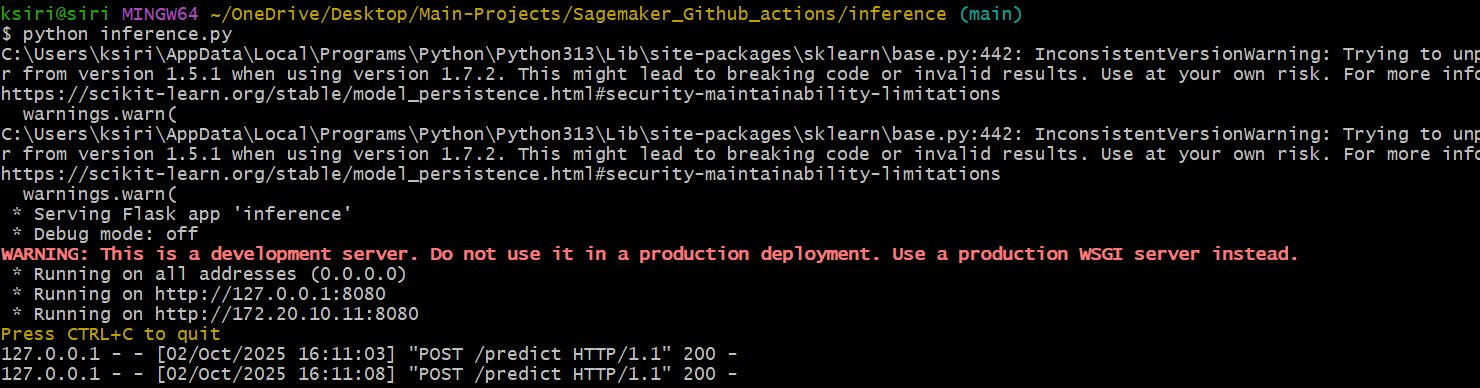 ksiri@siri MINGW64 ~/OneDrive/Desktop/Main-Projects/Sagemaker_Github_actions/inference (main)
$ python inference.py
C:\Users\ksiri\AppData\Local\Programs\Python\Python313\Lib\site-packages\sklearn\base.py:442: InconsistentVersionWarning: Trying to unp
r from version 1.5.1 when using version 1.7.2. This might lead to breaking code or invalid results. Use at your own risk. For more info
https://scikit-learn.org/stable/model_persistence.html#security-maintainability-limitations
  warnings.warn(
C:\Users\ksiri\AppData\Local\Programs\Python\Python313\Lib\site-packages\sklearn\base.py:442: InconsistentVersionWarning: Trying to unp
r from version 1.5.1 when using version 1.7.2. This might lead to breaking code or invalid results. Use at your own risk. For more info
https://scikit-learn.org/stable/model_persistence.html#security-maintainability-limitations
  warnings.warn(
 * Serving Flask app 'inference'
 * Debug mode: off
WARNING: This is a development server. Do not use it in a production deployment. Use a production WSGI server instead.
 * Running on all addresses (0.0.0.0)
 * Running on http://127.0.0.1:8080
 * Running on http://172.20.10.11:8080
Press CTRL+C to quit
127.0.0.1 - - [02/Oct/2025 16:11:03] "POST /predict HTTP/1.1" 200 -
127.0.0.1 - - [02/Oct/2025 16:11:08] "POST /predict HTTP/1.1" 200 -